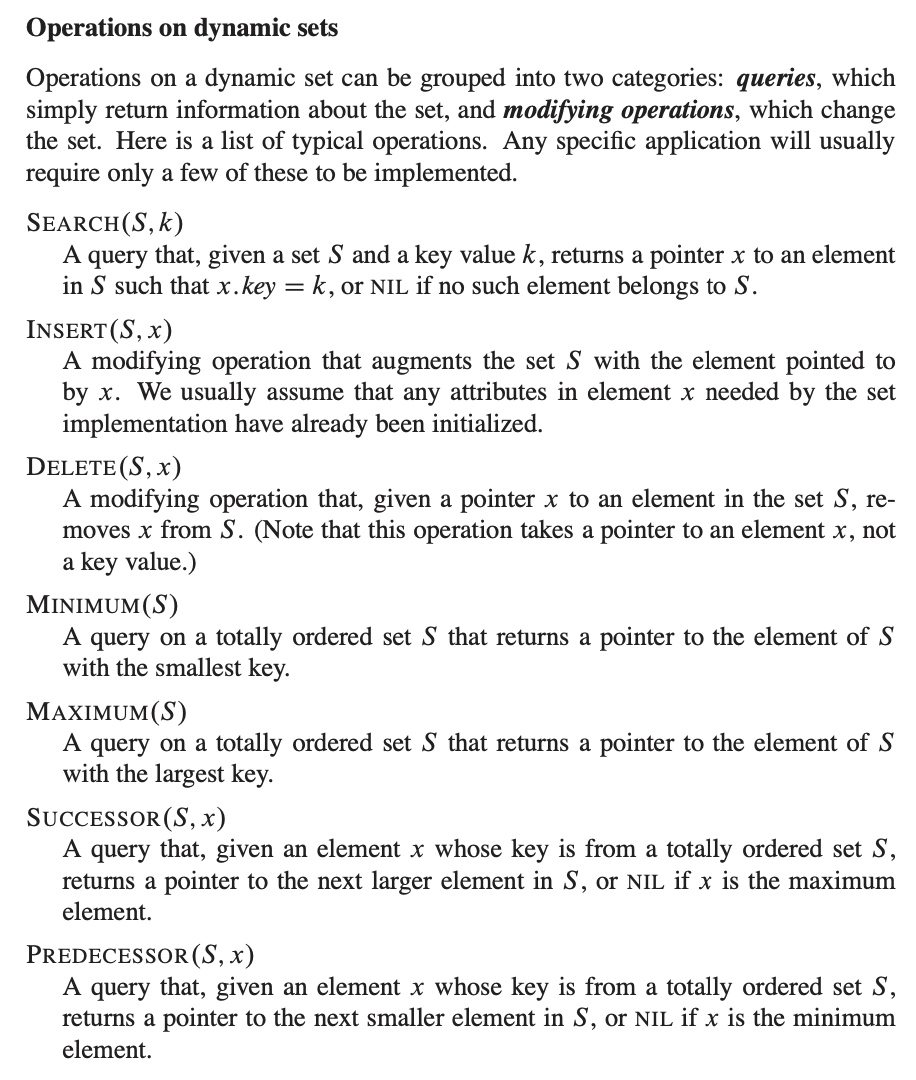 Operations on dynamic sets
Operations on a dynamic set can be grouped into two categories: queries, which
simply return information about the set, and modifying operations, which change
the set. Here is a list of typical operations. Any specific application will usually
require only a few of these to be implemented.
SEARCH(S, k)
A query that, given a set S and a key value k, returns a pointer x to an element
in S such that x.key = k, or NIL if no such element belongs to S.
INSERT(S, x)
A modifying operation that augments the set S with the element pointed to
by x. We usually assume that any attributes in element x needed by the set
implementation have already been initialized.
DELETE(S, x)
A modifying operation that, given a pointer x to an element in the set S, re-
moves x from S. (Note that this operation takes a pointer to an element x, not
a key value.)
MINIMUM(S)
A query on a totally ordered set S that returns a pointer to the element of S
with the smallest key.
MAXIMUM(S)
A query on a totally ordered set S that returns a pointer to the element of S
with the largest key.
SUCCESSOR(S, x)
A query that, given an element x whose key is from a totally ordered set S,
returns a pointer to the next larger element in S, or NIL if x is the maximum
element.
PREDECESSOR(S, x)
A query that, given an element x whose key is from a totally ordered set S,
returns a pointer to the next smaller element in S, or NIL if x is the minimum
element.